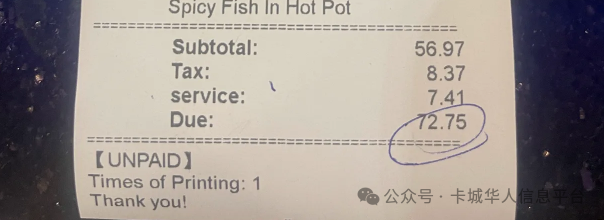 Spicy Fish In Hot Pot
Subtotal: 56.97
Tax: 8.37
service: 7.41
Due: 72.75
【UNPAID】
Times of Printing: 1
Thank you!
公众号·卡城华人信息平台